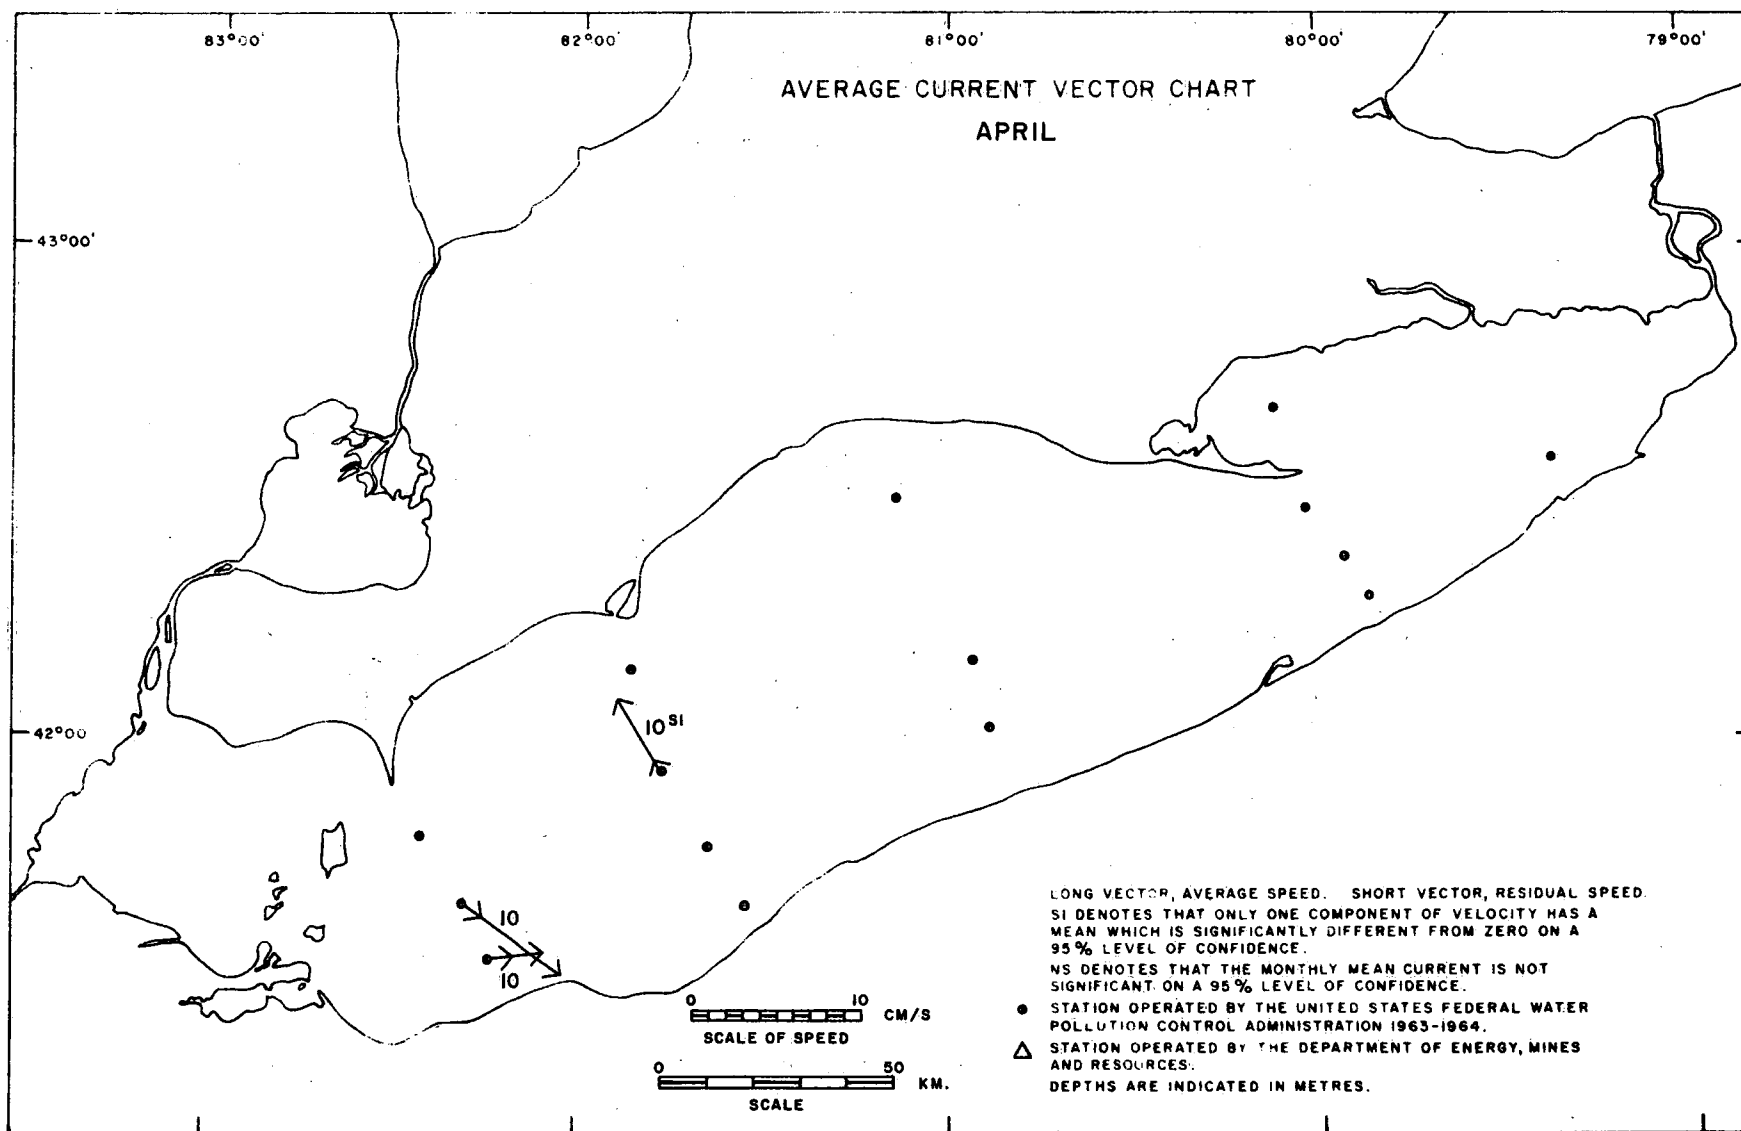 83°00' 82°00' 81°00' 80°00' 79°00'
AVERAGE CURRENT VECTOR CHART
APRIL
43°00'
42°00
10 SI
10
10
LONG VECTOR, AVERAGE SPEED. SHORT VECTOR, RESIDUAL SPEED.
SI DENOTES THAT ONLY ONE COMPONENT OF VELOCITY HAS A
MEAN WHICH IS SIGNIFICANTLY DIFFERENT FROM ZERO ON A
95% LEVEL OF CONFIDENCE.
NS DENOTES THAT THE MONTHLY MEAN CURRENT IS NOT
SIGNIFICANT ON A 95% LEVEL OF CONFIDENCE.
STATION OPERATED BY THE UNITED STATES FEDERAL WATER
POLLUTION CONTROL ADMINISTRATION 1963-1964.
STATION OPERATED BY THE DEPARTMENT OF ENERGY, MINES
AND RESOURCES.
DEPTHS ARE INDICATED IN METRES.
0 10 CM/S
SCALE OF SPEED
0 50 KM.
SCALE